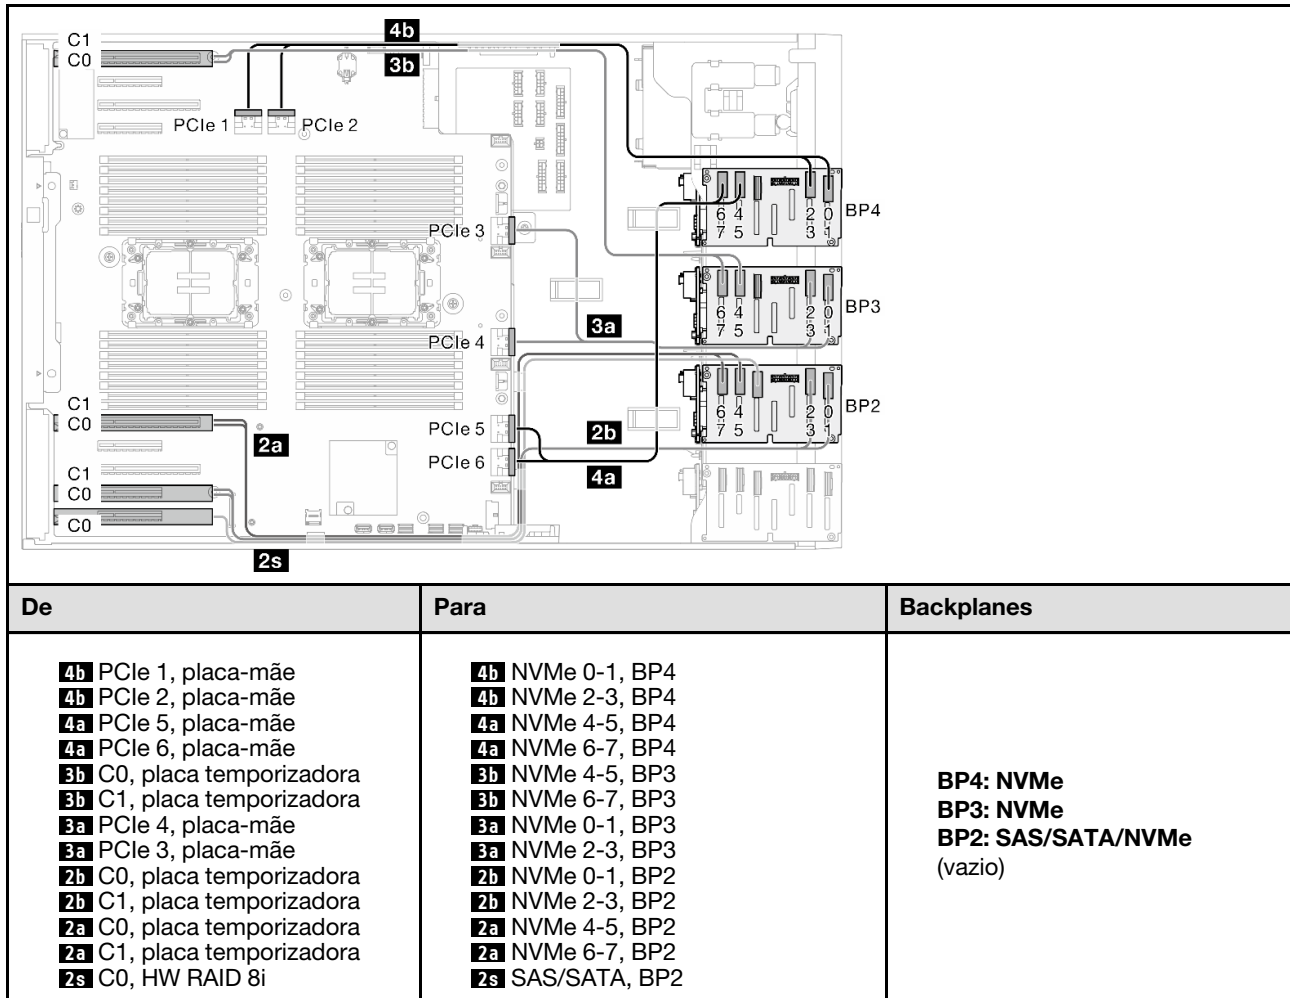 4b
C1
C0
3b
PCIe 1
PCIe 2
6 4 2 0
7 5 3 1
BP4
PCIe 3
6 4 2 0
7 5 3 1
BP3
3a
PCIe 4
C1
C0
6 4 2 0
7 5 3 1
BP2
2a
PCIe 5
2b
PCIe 6
4a
C1
C0
C0
2s
De
Para
Backplanes
4b PCIe 1, placa-mãe
4b PCIe 2, placa-mãe
4a PCIe 5, placa-mãe
4a PCIe 6, placa-mãe
3b C0, placa temporizadora
3b C1, placa temporizadora
3a PCIe 4, placa-mãe
3a PCIe 3, placa-mãe
2b C0, placa temporizadora
2b C1, placa temporizadora
2a C0, placa temporizadora
2a C1, placa temporizadora
2s C0, HW RAID 8i
4b NVMe 0-1, BP4
4b NVMe 2-3, BP4
4a NVMe 4-5, BP4
4a NVMe 6-7, BP4
3b NVMe 4-5, BP3
3b NVMe 6-7, BP3
3a NVMe 0-1, BP3
3a NVMe 2-3, BP3
2b NVMe 0-1, BP2
2b NVMe 2-3, BP2
2a NVMe 4-5, BP2
2a NVMe 6-7, BP2
2s SAS/SATA, BP2
BP4: NVMe
BP3: NVMe
BP2: SAS/SATA/NVMe
(vazio)